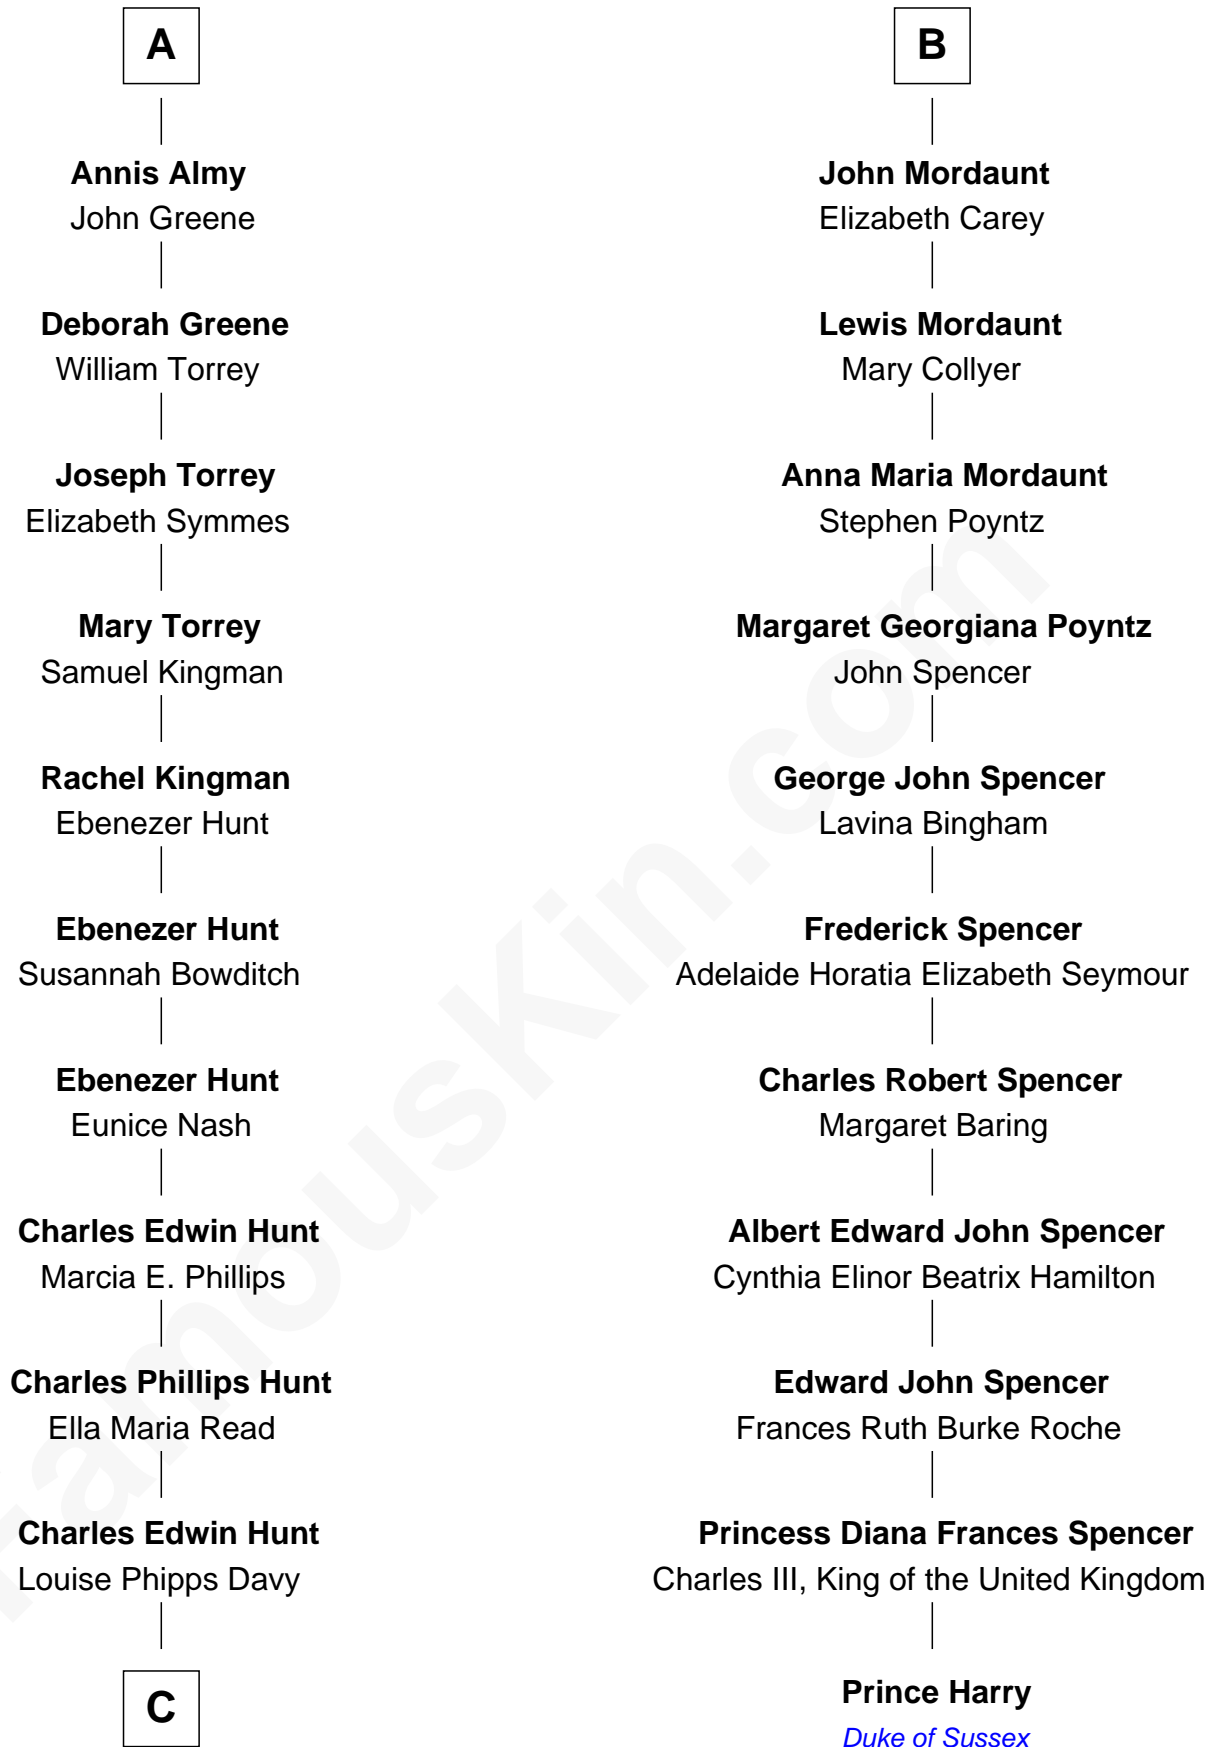 A
Annis Almy
John Greene
Deborah Greene
William Torrey
Joseph Torrey
Elizabeth Symmes
Mary Torrey
Samuel Kingman
Rachel Kingman
Ebenezer Hunt
Ebenezer Hunt
Susannah Bowditch
Ebenezer Hunt
Eunice Nash
Charles Edwin Hunt
Marcia E. Phillips
Charles Phillips Hunt
Ella Maria Read
Charles Edwin Hunt
Louise Phipps Davy
C
B
John Mordaunt
Elizabeth Carey
Lewis Mordaunt
Mary Collyer
Anna Maria Mordaunt
Stephen Poyntz
Margaret Georgiana Poyntz
John Spencer
George John Spencer
Lavina Bingham
Frederick Spencer
Adelaide Horatia Elizabeth Seymour
Charles Robert Spencer
Margaret Baring
Albert Edward John Spencer
Cynthia Elinor Beatrix Hamilton
Edward John Spencer
Frances Ruth Burke Roche
Princess Diana Frances Spencer
Charles III, King of the United Kingdom
Prince Harry
Duke of Sussex
FamousKin.com